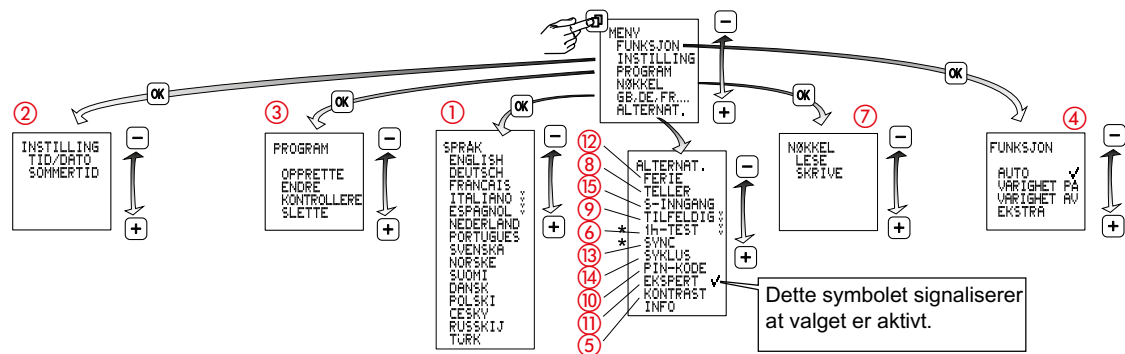 MENY
FUNKSJON
INSTILLING
PROGRAM
NØKKEL
GB,DE,FR....
ALTERNAT.
−
+
OK
OK
OK
OK
OK
②
INSTILLING
TID/DATO
SOMMERTID
−
+
③
PROGRAM
OPPRETTE
ENDRE
KONTROLLERE
SLETTE
−
+
①
SPRÅK
ENGLISH
DEUTSCH
FRANCAIS
ITALIANO
ESPAGNOL
NEDERLAND
PORTUGUES
SVENSKA
NORSKE
SUOMI
DANSK
POLSKI
CESKY
RUSSKIJ
TÜRK
−
+
ALTERNAT.
⑫ FERIE
⑧ TELLER
⑮ S-INNGANG
⑨ TILFELDIG
⑥ * 1h-TEST
⑬ * SYNC
⑭ SYKLUS
⑩ PIN-KODE
⑪ EKSPERT ✓
⑤ KONTRAST
INFO
−
+
Dette symbolet signaliserer
at valget er aktivt.
⑦
NØKKEL
LESE
SKRIVE
−
+
④
FUNKSJON
AUTO ✓
VARIGHET PÅ
VARIGHET AV
EKSTRA
−
+